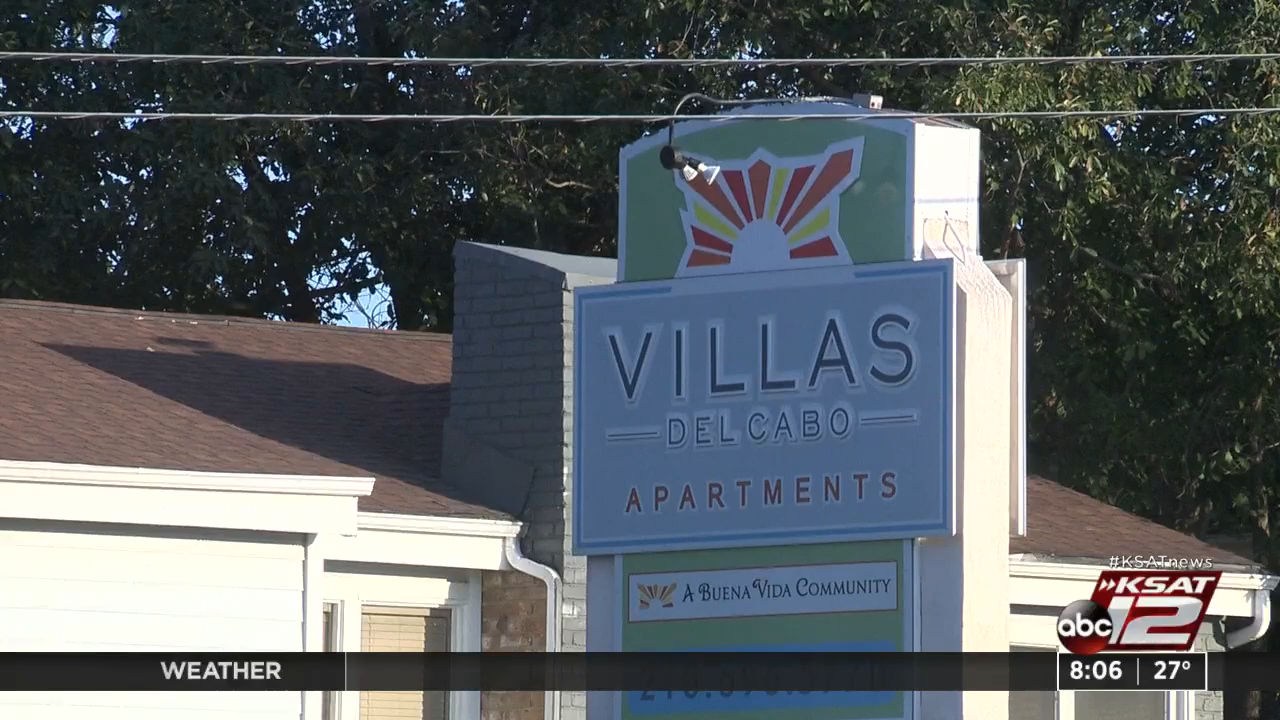 VILLAS
DEL CABO
APARTMENTS
A BUENA VIDA COMMUNITY
#KSATnews
KSAT
abc 12
WEATHER
8:06 27°